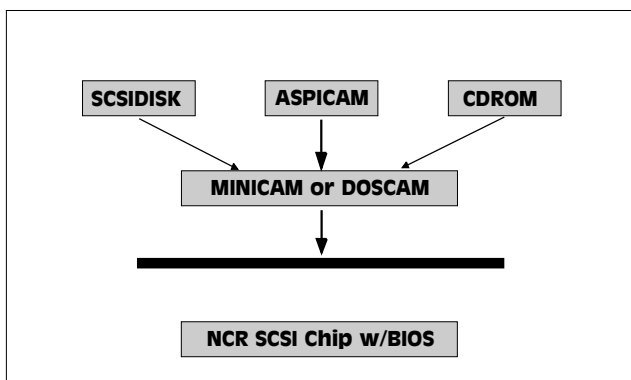 SCSIDISK
ASPICAM
CDROM
MINICAM or DOSCAM
NCR SCSI Chip w/BIOS